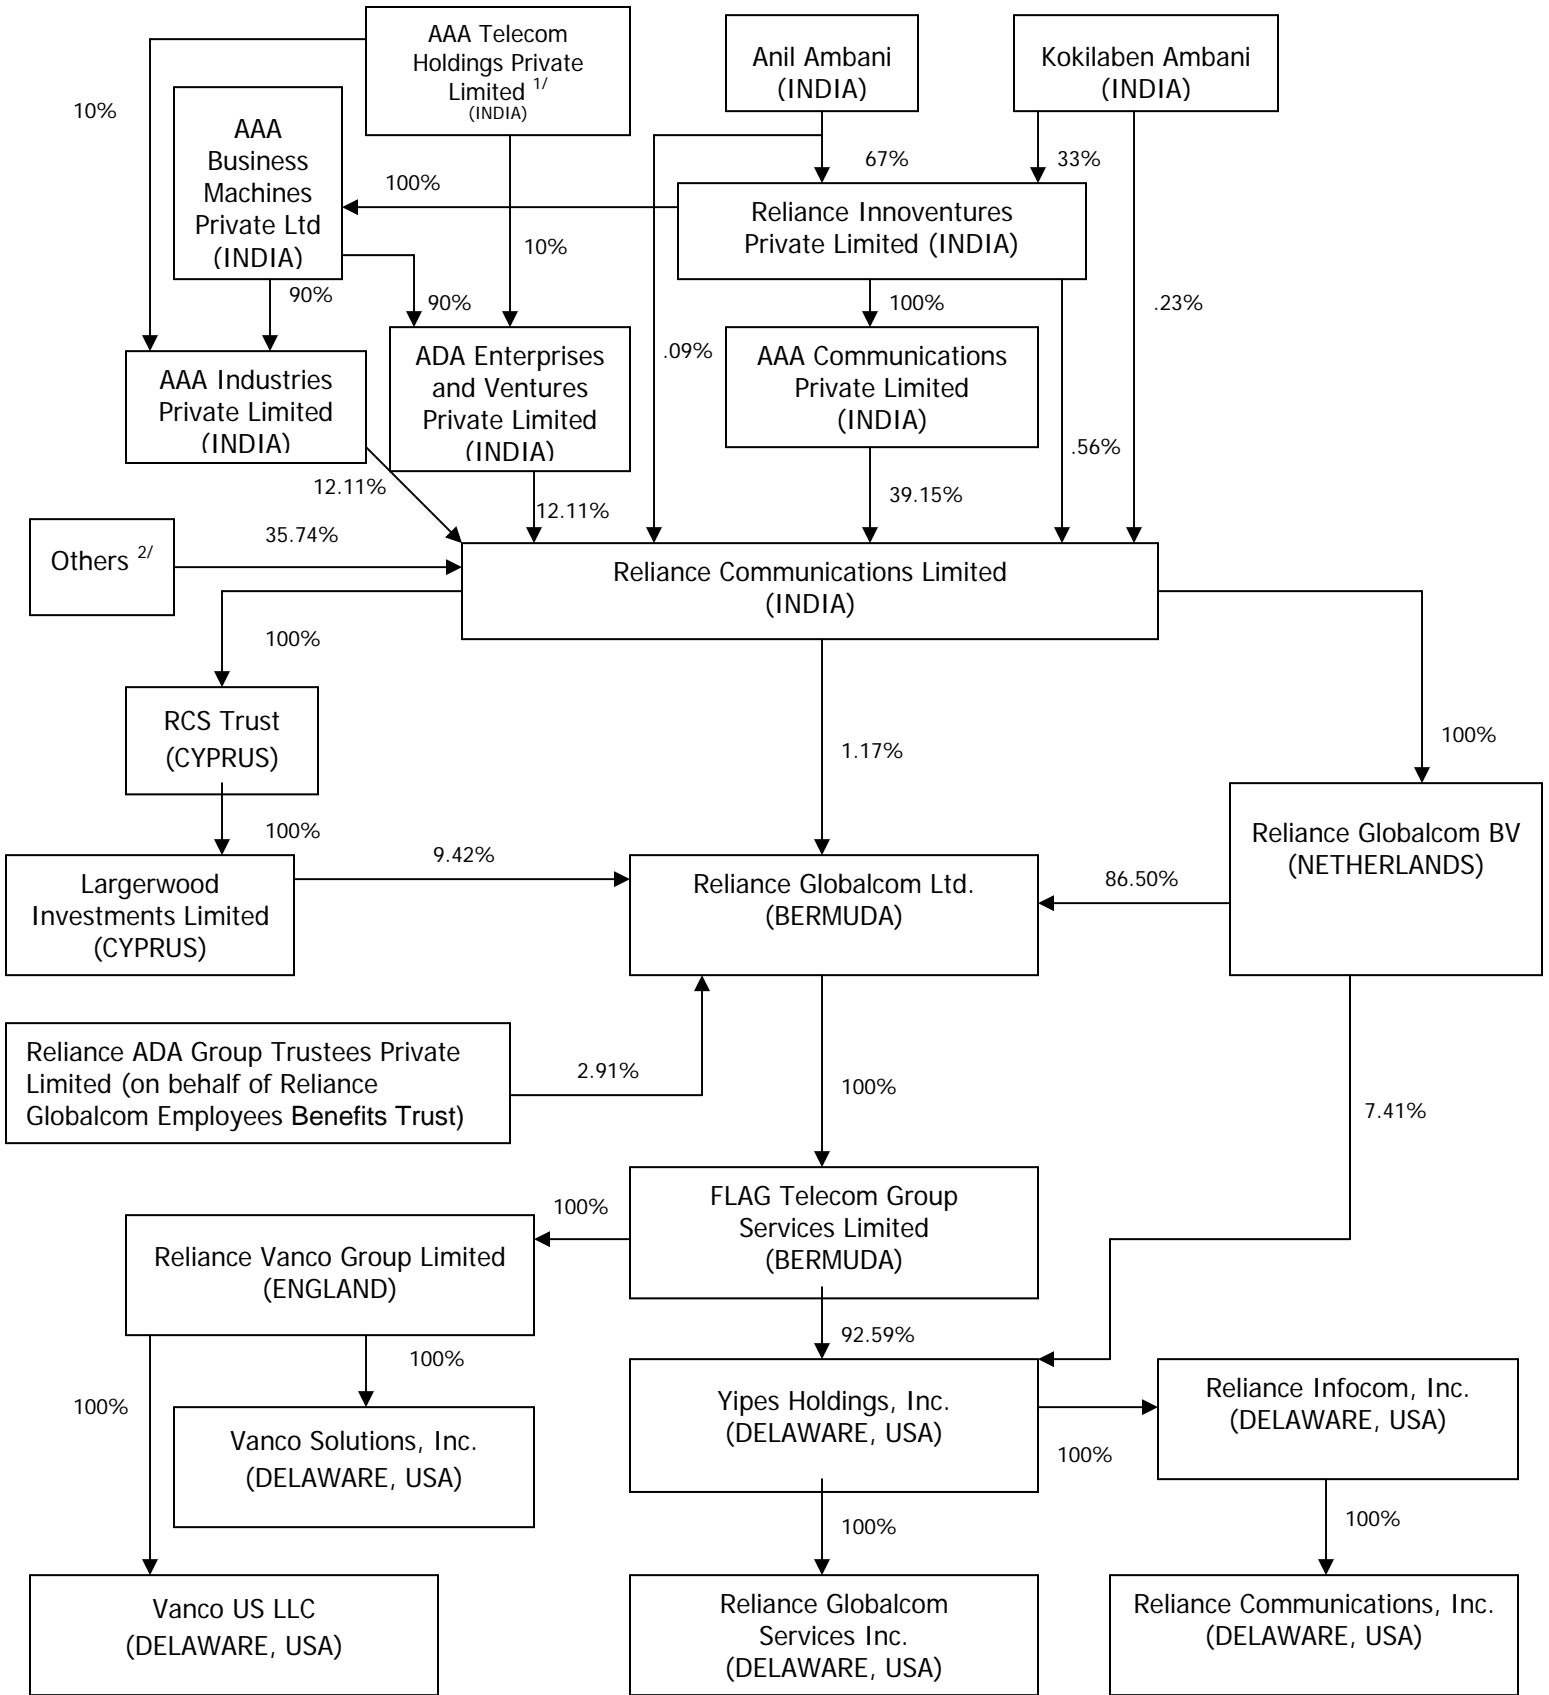 AAA Telecom
Holdings Private
Limited 1/
(INDIA)
Anil Ambani
(INDIA)
Kokilaben Ambani
(INDIA)
10%
AAA
Business
Machines
Private Ltd
(INDIA)
100%
67%
33%
Reliance Innoventures
Private Limited (INDIA)
10%
90%
90%
100%
.23%
AAA Industries
Private Limited
(INDIA)
ADA Enterprises
and Ventures
Private Limited
(INDIA)
.09%
AAA Communications
Private Limited
(INDIA)
.56%
12.11%
12.11%
39.15%
Others 2/
35.74%
Reliance Communications Limited
(INDIA)
100%
RCS Trust
(CYPRUS)
1.17%
100%
100%
Largerwood
Investments Limited
(CYPRUS)
9.42%
Reliance Globalcom Ltd.
(BERMUDA)
86.50%
Reliance Globalcom BV
(NETHERLANDS)
Reliance ADA Group Trustees Private
Limited (on behalf of Reliance
Globalcom Employees Benefits Trust)
2.91%
100%
7.41%
FLAG Telecom Group
Services Limited
(BERMUDA)
100%
Reliance Vanco Group Limited
(ENGLAND)
92.59%
100%
100%
Vanco Solutions, Inc.
(DELAWARE, USA)
Yipes Holdings, Inc.
(DELAWARE, USA)
100%
Reliance Infocom, Inc.
(DELAWARE, USA)
100%
100%
Vanco US LLC
(DELAWARE, USA)
Reliance Globalcom
Services Inc.
(DELAWARE, USA)
Reliance Communications, Inc.
(DELAWARE, USA)